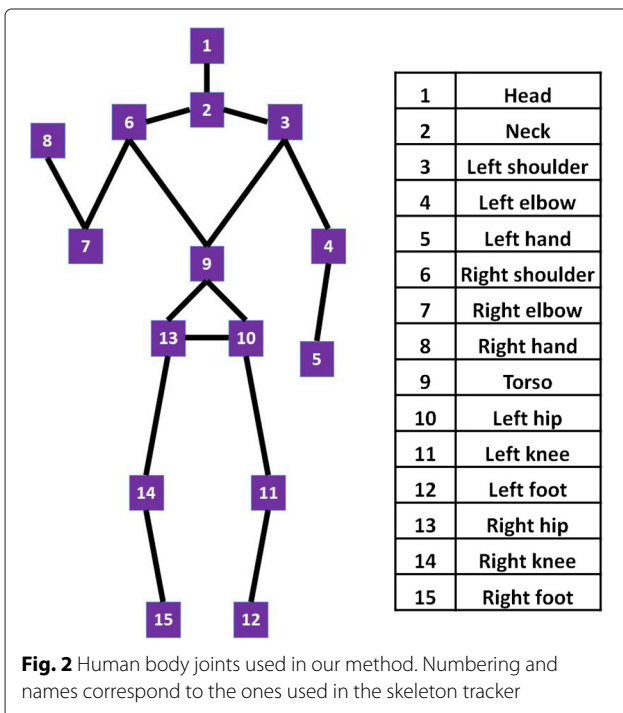 1
2
6
3
8
7
4
9
13
10
5
14
11
15
12
1 Head
2 Neck
3 Left shoulder
4 Left elbow
5 Left hand
6 Right shoulder
7 Right elbow
8 Right hand
9 Torso
10 Left hip
11 Left knee
12 Left foot
13 Right hip
14 Right knee
15 Right foot
Fig. 2 Human body joints used in our method. Numbering and
names correspond to the ones used in the skeleton tracker